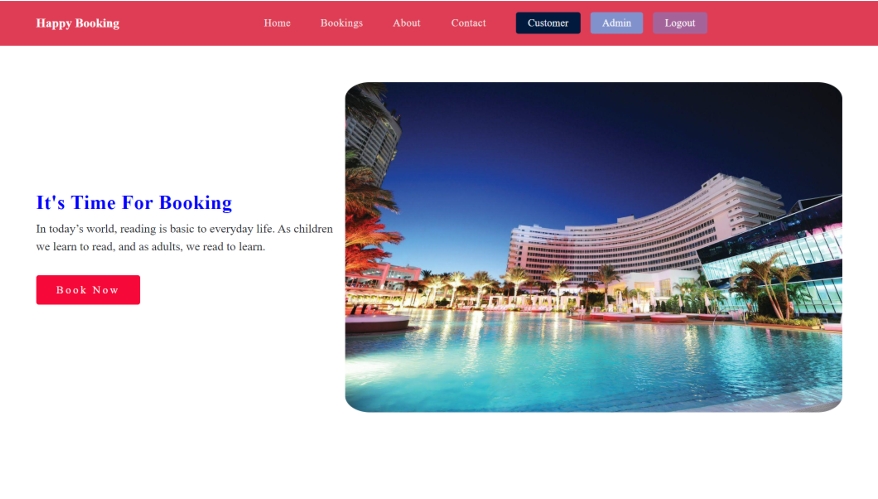 Happy Booking
Home Bookings About Contact Customer Admin Logout
It's Time For Booking
In today’s world, reading is basic to everyday life. As children
we learn to read, and as adults, we read to learn.
Book Now